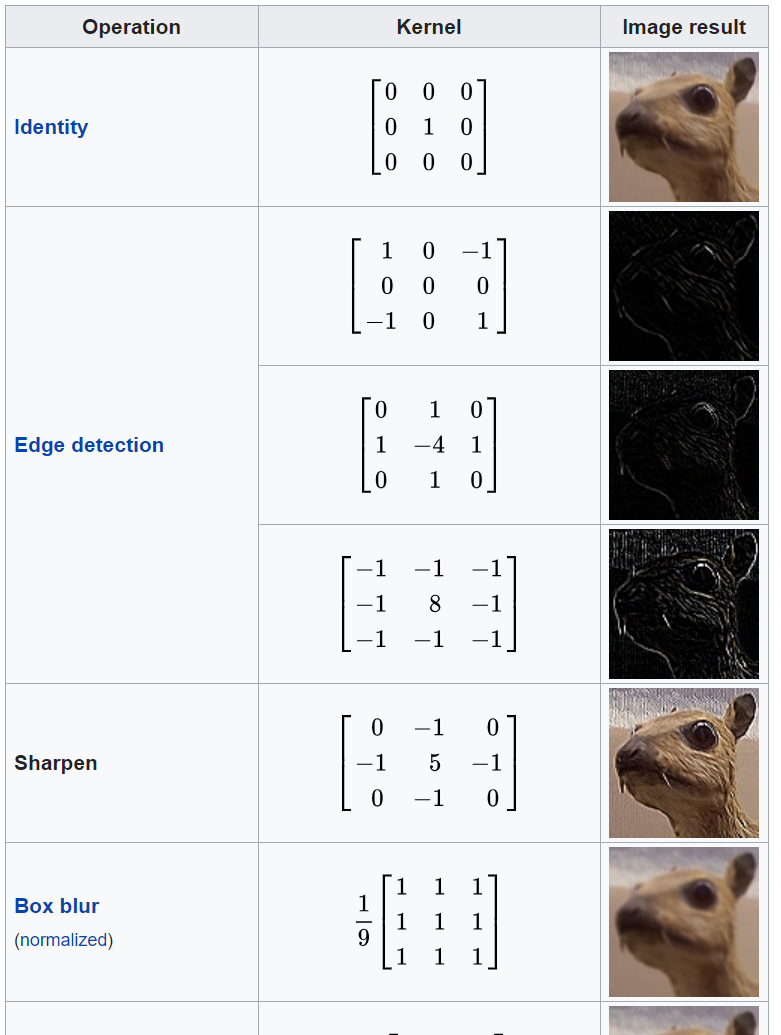 Operation Kernel Image result
Identity
0 0 0
0 1 0
0 0 0
Edge detection
1 0 −1
0 0 0
−1 0 1
0 1 0
1 −4 1
0 1 0
−1 −1 −1
−1 8 −1
−1 −1 −1
Sharpen
0 −1 0
−1 5 −1
0 −1 0
Box blur
(normalized)
1/9
1 1 1
1 1 1
1 1 1